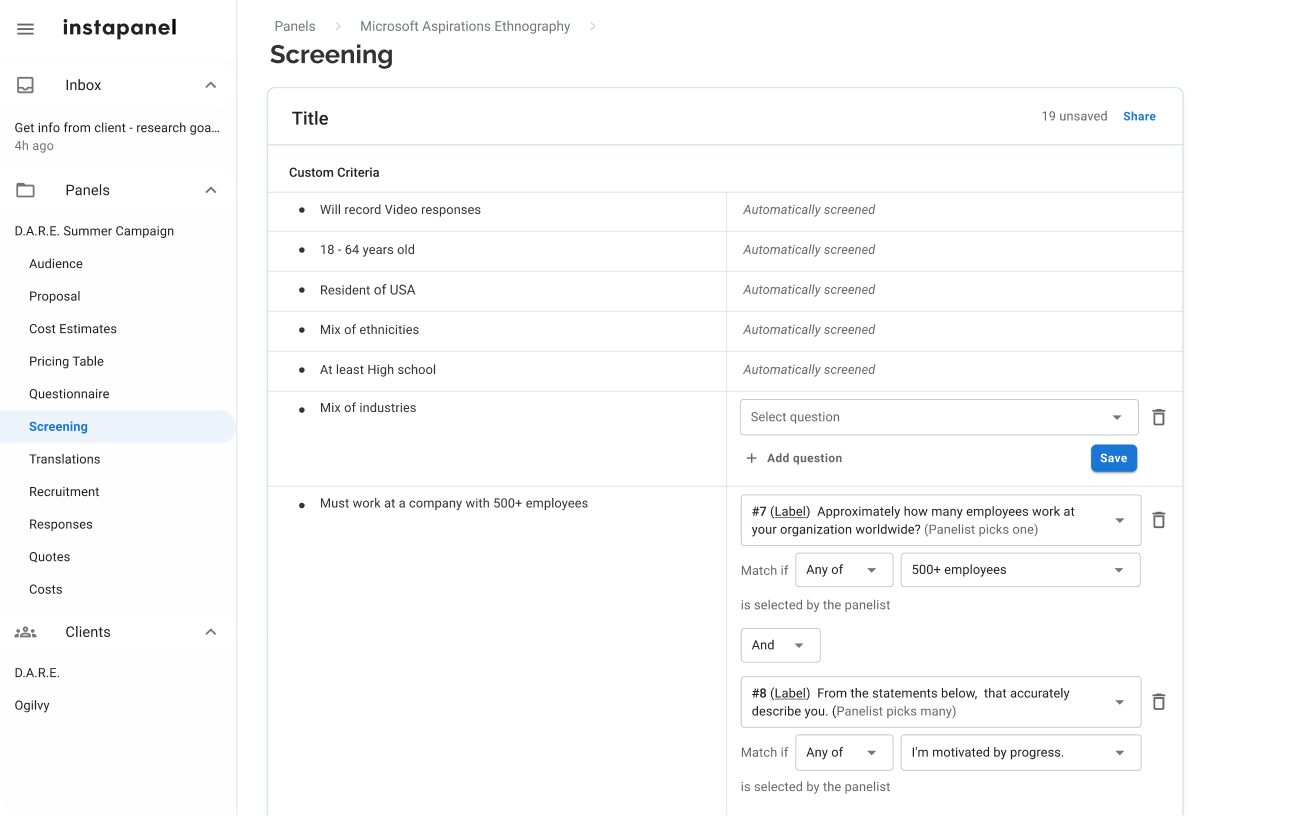 instapanel
Inbox
Get info from client - research goa...
4h ago
Panels
D.A.R.E. Summer Campaign
Audience
Proposal
Cost Estimates
Pricing Table
Questionnaire
Screening
Translations
Recruitment
Responses
Quotes
Costs
Clients
D.A.R.E.
Ogilvy
Panels
Microsoft Aspirations Ethnography
Screening
Title
19 unsaved
Share
Custom Criteria
Will record Video responses
Automatically screened
18 - 64 years old
Automatically screened
Resident of USA
Automatically screened
Mix of ethnicities
Automatically screened
At least High school
Automatically screened
Mix of industries
Select question
Add question
Save
Must work at a company with 500+ employees
#7 (Label) Approximately how many employees work at
your organization worldwide? (Panelist picks one)
Match if
Any of
500+ employees
is selected by the panelist
And
#8 (Label) From the statements below, that accurately
describe you. (Panelist picks many)
Match if
Any of
I'm motivated by progress.
is selected by the panelist